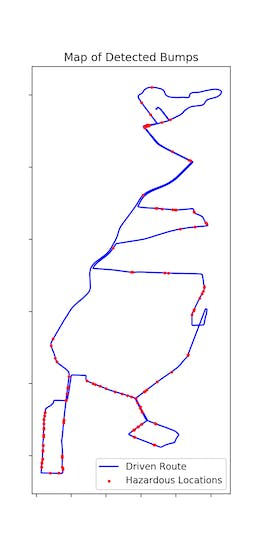 Map of Detected Bumps
Driven Route
Hazardous Locations